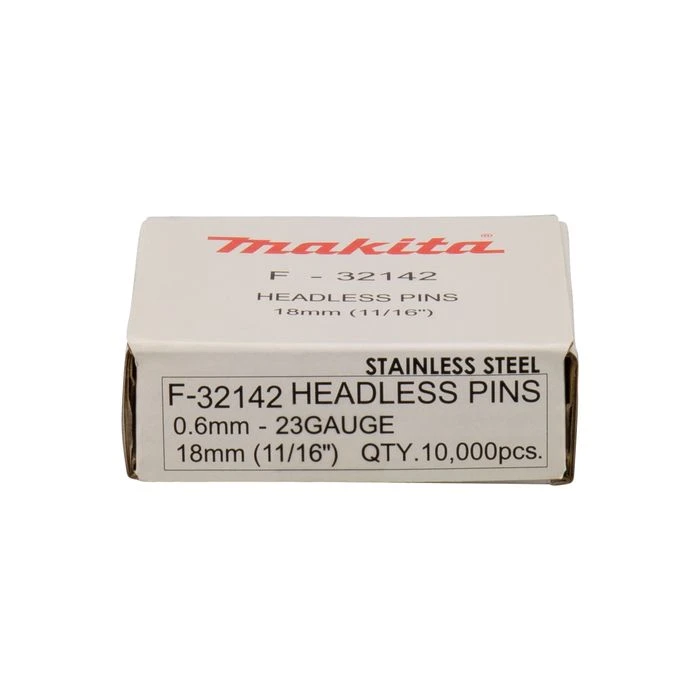 makita®
F - 32142
HEADLESS PINS
18mm (11/16")
STAINLESS STEEL
F-32142 HEADLESS PINS
0.6mm - 23GAUGE
18mm (11/16") QTY.10,000pcs.